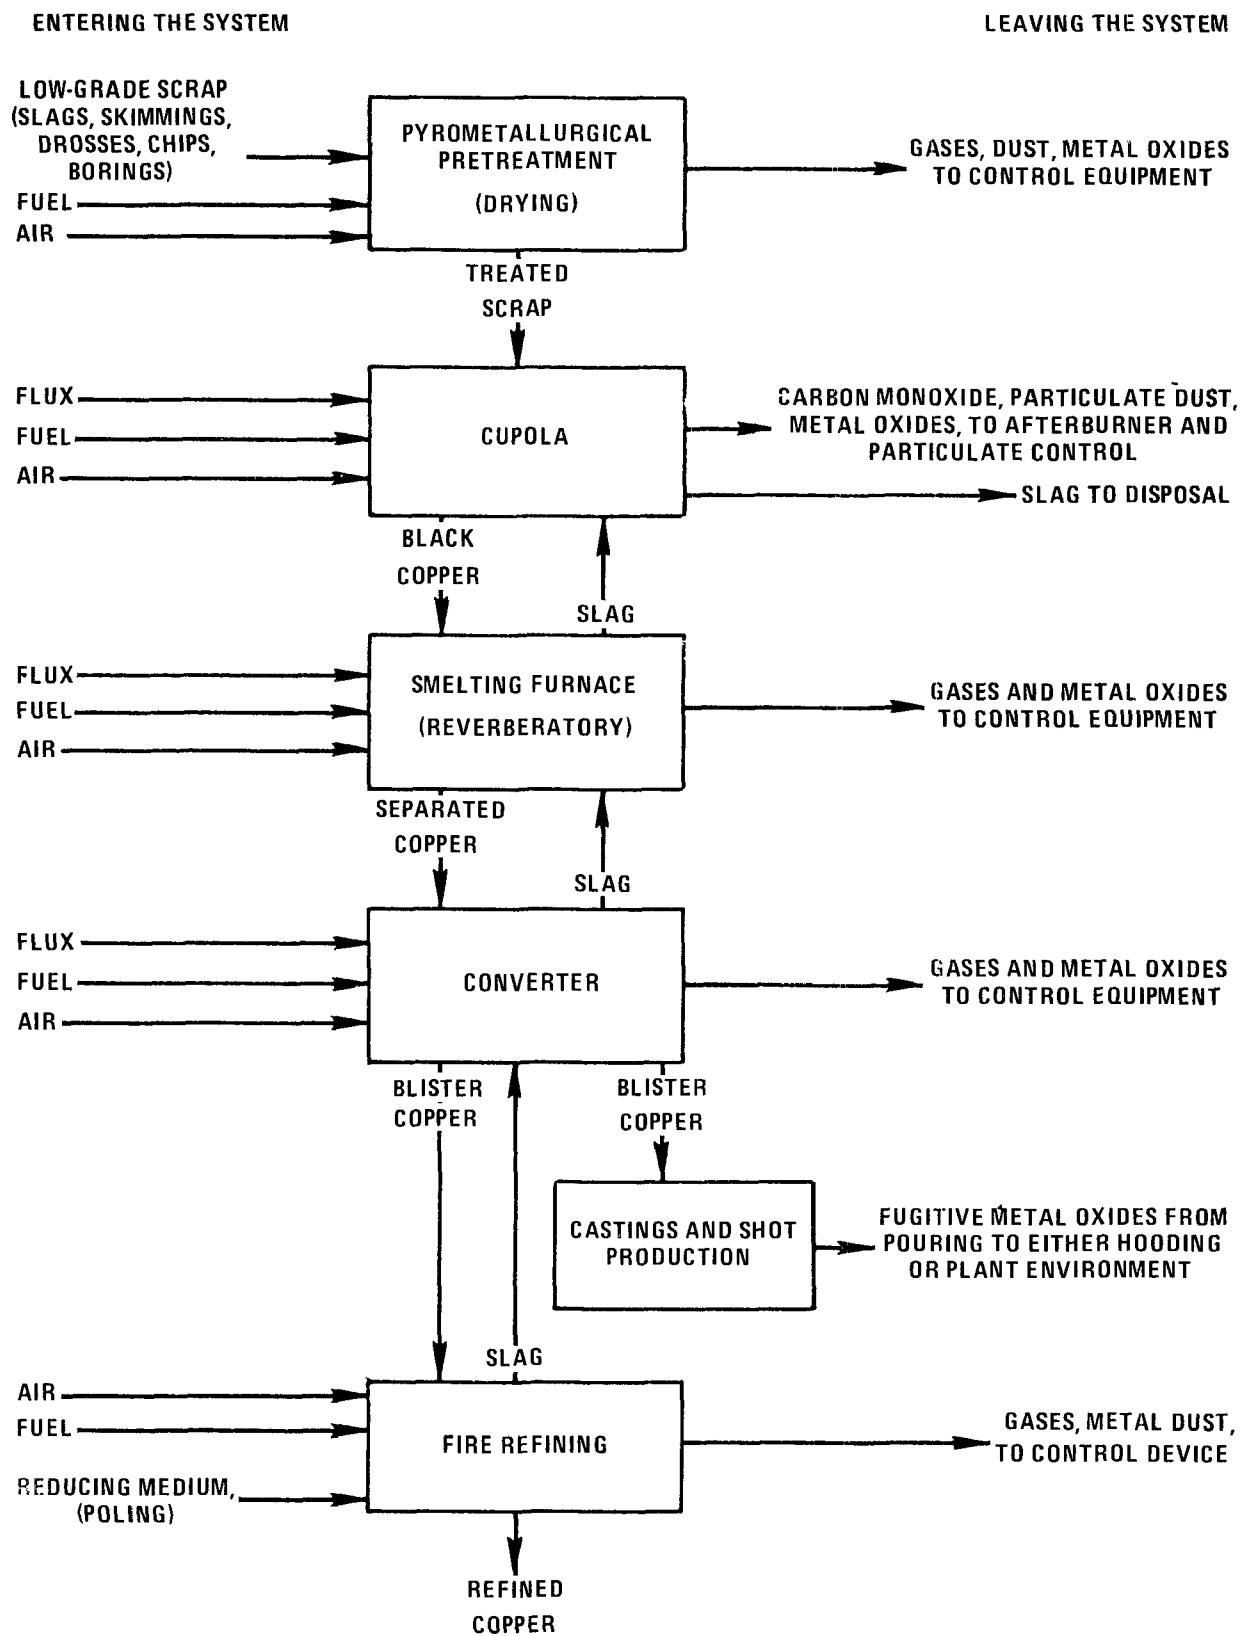 ENTERING THE SYSTEM
LEAVING THE SYSTEM
LOW-GRADE SCRAP
(SLAGS, SKIMMINGS,
DROSSES, CHIPS,
BORINGS)
FUEL
AIR
PYROMETALLURGICAL
PRETREATMENT
(DRYING)
GASES, DUST, METAL OXIDES
TO CONTROL EQUIPMENT
TREATED
SCRAP
FLUX
FUEL
AIR
CUPOLA
CARBON MONOXIDE, PARTICULATE DUST,
METAL OXIDES, TO AFTERBURNER AND
PARTICULATE CONTROL
SLAG TO DISPOSAL
BLACK
COPPER
SLAG
FLUX
FUEL
AIR
SMELTING FURNACE
(REVERBERATORY)
GASES AND METAL OXIDES
TO CONTROL EQUIPMENT
SEPARATED
COPPER
SLAG
FLUX
FUEL
AIR
CONVERTER
GASES AND METAL OXIDES
TO CONTROL EQUIPMENT
BLISTER
COPPER
BLISTER
COPPER
CASTINGS AND SHOT
PRODUCTION
FUGITIVE METAL OXIDES FROM
POURING TO EITHER HOODING
OR PLANT ENVIRONMENT
SLAG
AIR
FUEL
REDUCING MEDIUM,
(POLING)
FIRE REFINING
GASES, METAL DUST,
TO CONTROL DEVICE
REFINED
COPPER